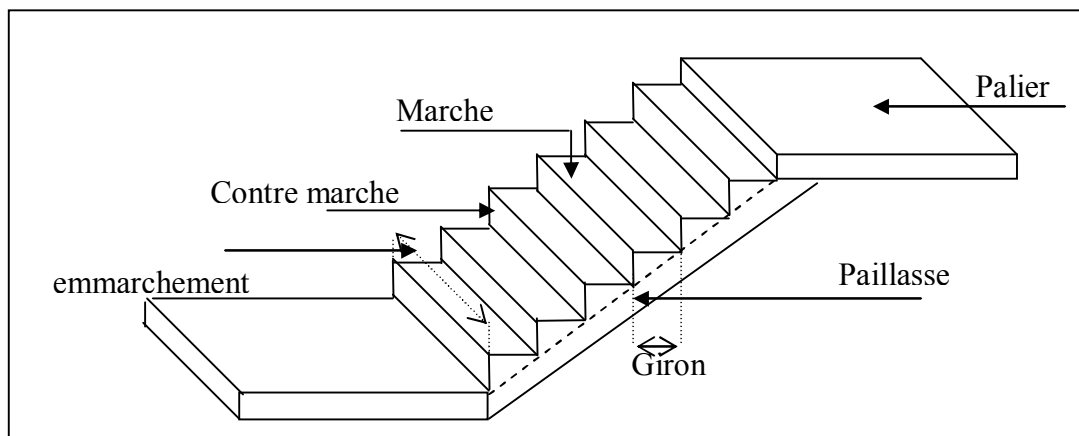 Palier
Marche
Contre marche
emmarchement
Paillasse
Giron